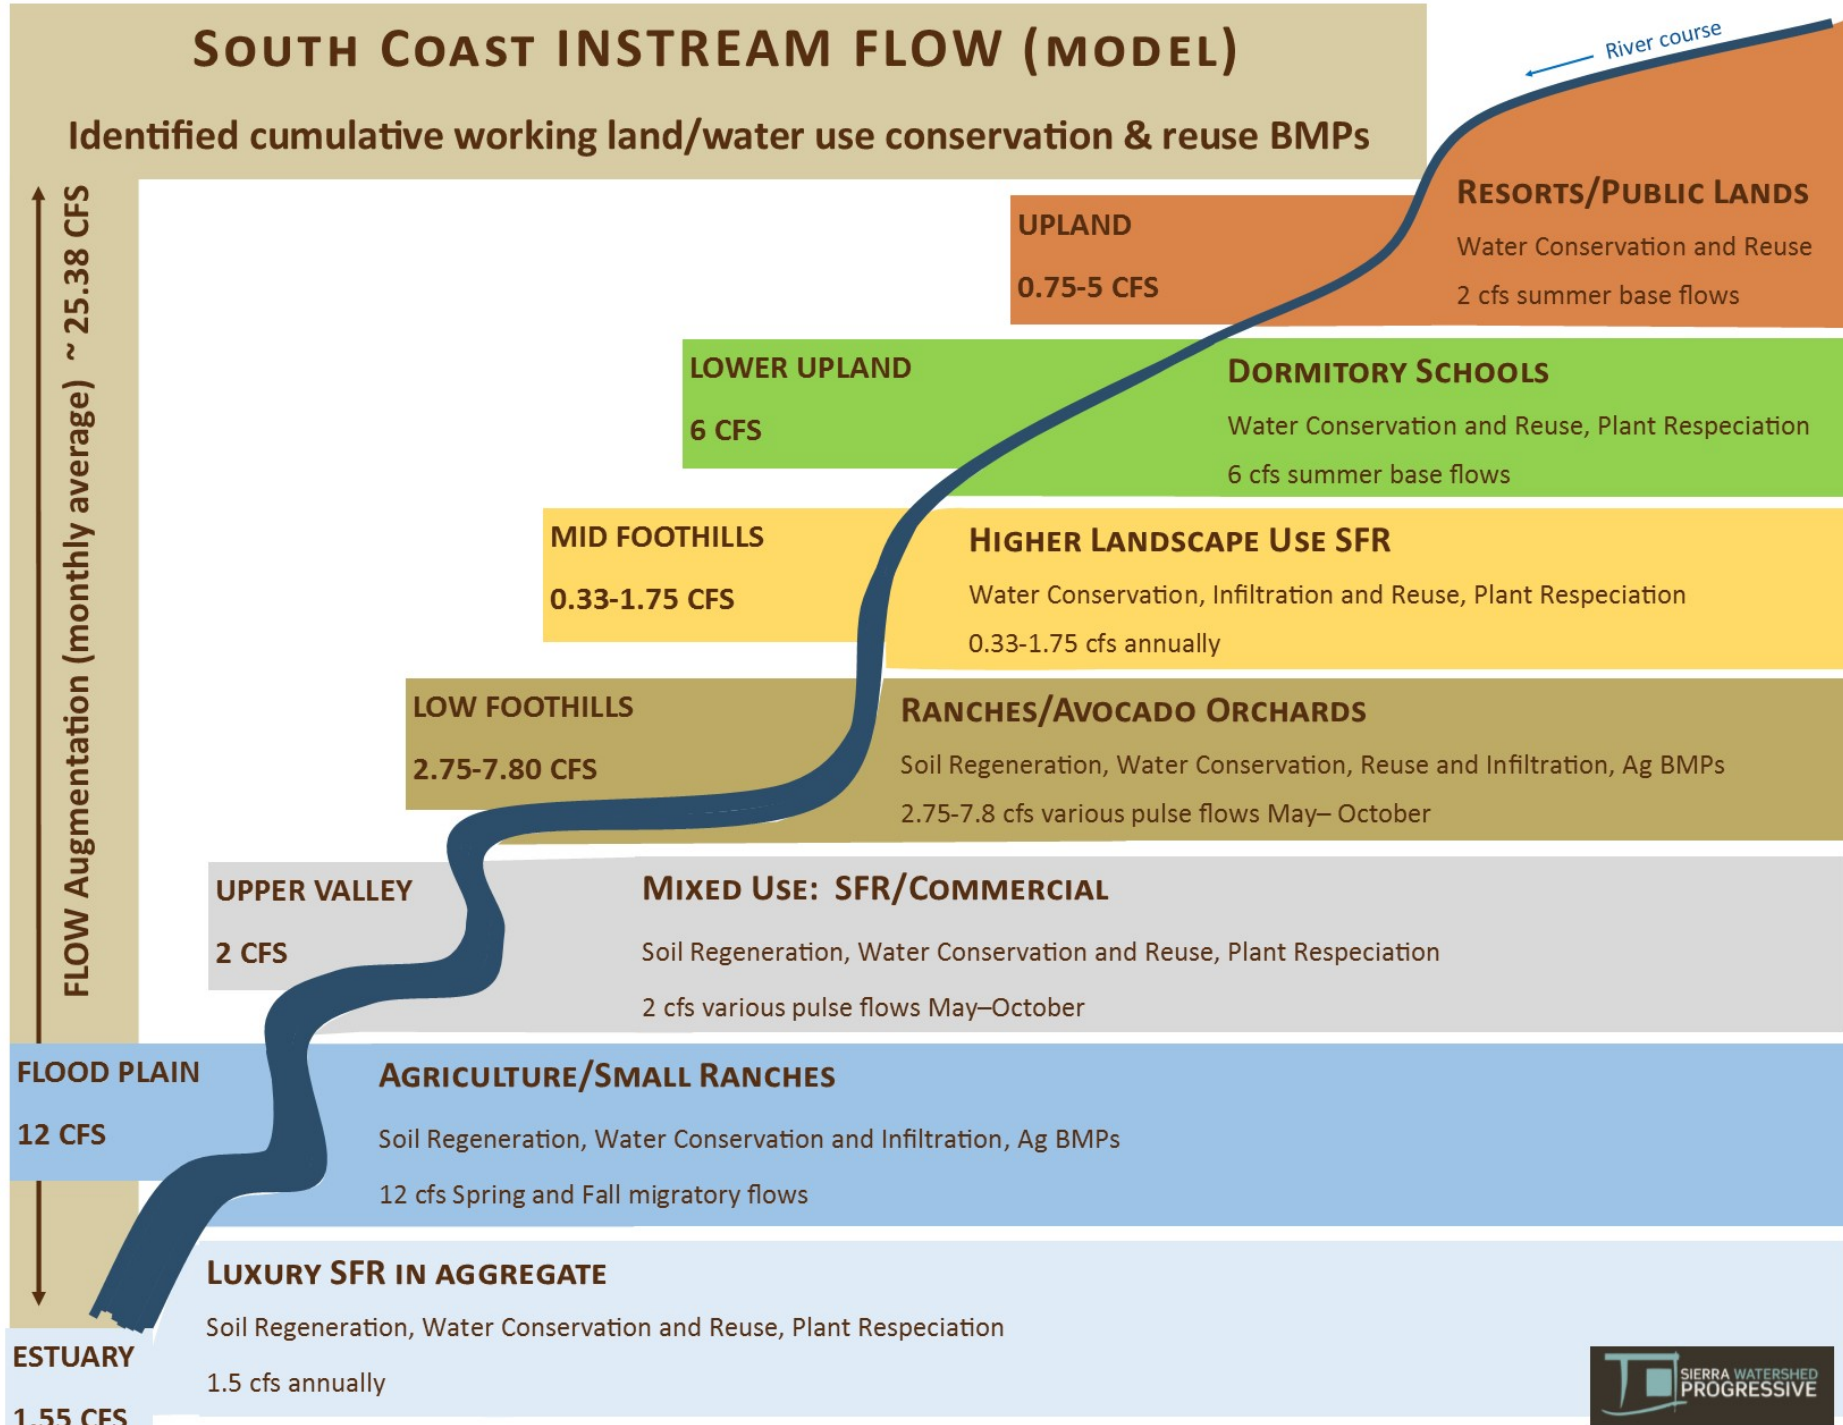 South Coast INSTREAM FLOW (model)
Identified cumulative working land/water use conservation & reuse BMPs
River course
FLOW Augmentation (monthly average) ~ 25.38 CFS
UPLAND
0.75-5 CFS
Resorts/Public Lands
Water Conservation and Reuse
2 cfs summer base flows
LOWER UPLAND
6 CFS
Dormitory Schools
Water Conservation and Reuse, Plant Respeciation
6 cfs summer base flows
MID FOOTHILLS
0.33-1.75 CFS
Higher Landscape Use SFR
Water Conservation, Infiltration and Reuse, Plant Respeciation
0.33-1.75 cfs annually
LOW FOOTHILLS
2.75-7.80 CFS
Ranches/Avocado Orchards
Soil Regeneration, Water Conservation, Reuse and Infiltration, Ag BMPs
2.75-7.8 cfs various pulse flows May– October
UPPER VALLEY
2 CFS
Mixed Use: SFR/Commercial
Soil Regeneration, Water Conservation and Reuse, Plant Respeciation
2 cfs various pulse flows May–October
FLOOD PLAIN
12 CFS
Agriculture/Small Ranches
Soil Regeneration, Water Conservation and Infiltration, Ag BMPs
12 cfs Spring and Fall migratory flows
ESTUARY
1.55 CFS
Luxury SFR in aggregate
Soil Regeneration, Water Conservation and Reuse, Plant Respeciation
1.5 cfs annually
SIERRA WATERSHED
PROGRESSIVE